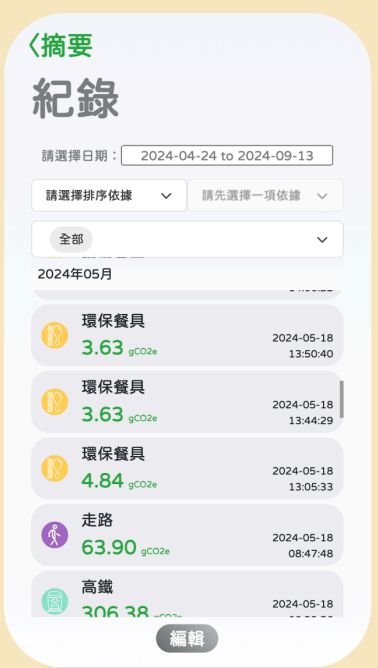 〈摘要
紀錄
請選擇日期：2024-04-24 to 2024-09-13
請選擇排序依據 請先選擇一項依據
全部
2024年05月
環保餐具
3.63 gCO2e
2024-05-18
13:50:40
環保餐具
3.63 gCO2e
2024-05-18
13:44:29
環保餐具
4.84 gCO2e
2024-05-18
13:05:33
走路
63.90 gCO2e
2024-05-18
08:47:48
高鐵
306.38 gCO2e
2024-05-18
編輯